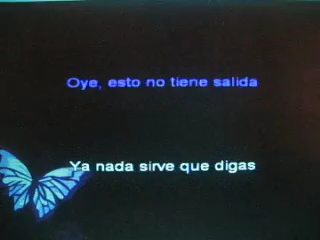 Oye, esto no tiene salida
Ya nada sirve que digas